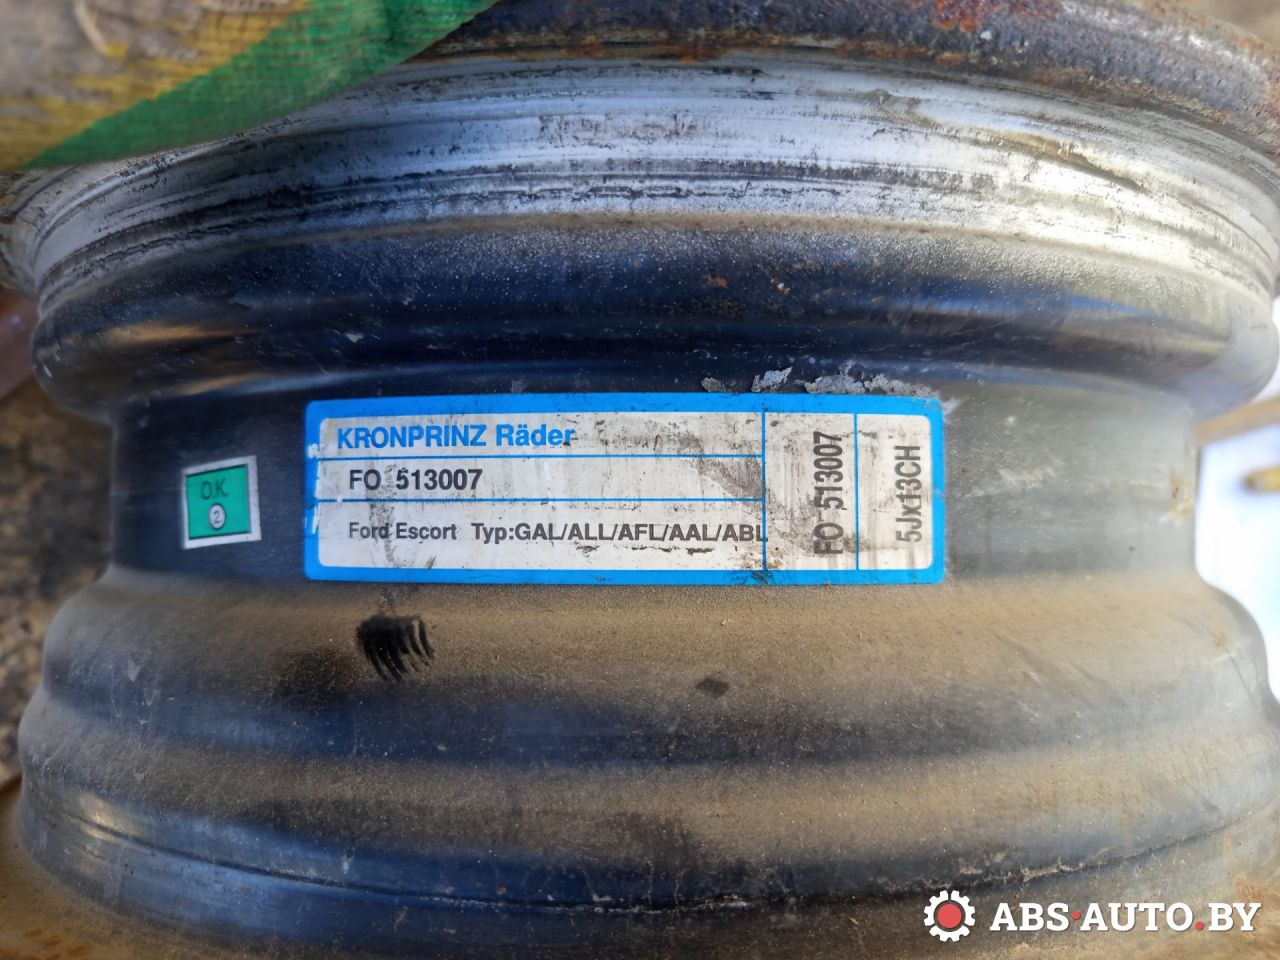 KRONPRINZ Räder
FO 513007
Ford Escort Typ:GAL/ALL/AFL/AAL/ABL
FO 513007
5Jx13CH
O.K.
2
ABS·AUTO.BY